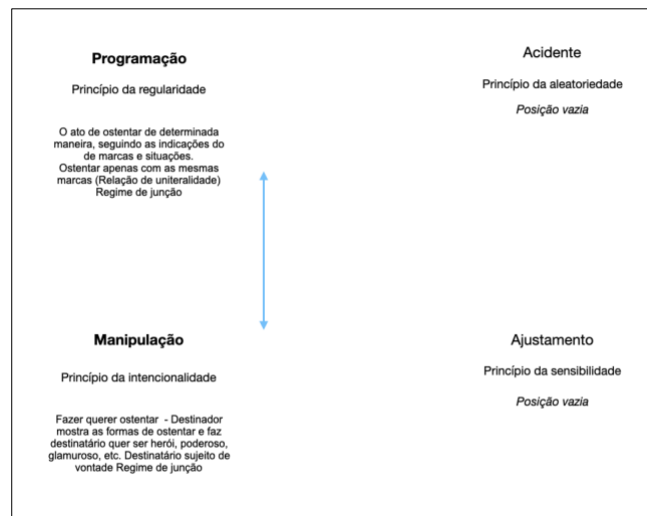 Programação
Princípio da regularidade
O ato de ostentar de determinada
maneira, seguindo as indicações do
de marcas e situações.
Ostentar apenas com as mesmas
marcas (Relação de uniteralidade)
Regime de junção
Acidente
Princípio da aleatoriedade
Posição vazia
Manipulação
Princípio da intencionalidade
Fazer querer ostentar - Destinador
mostra as formas de ostentar e faz
destinatário quer ser herói, poderoso,
glamuroso, etc. Destinatário sujeito de
vontade Regime de junção
Ajustamento
Princípio da sensibilidade
Posição vazia